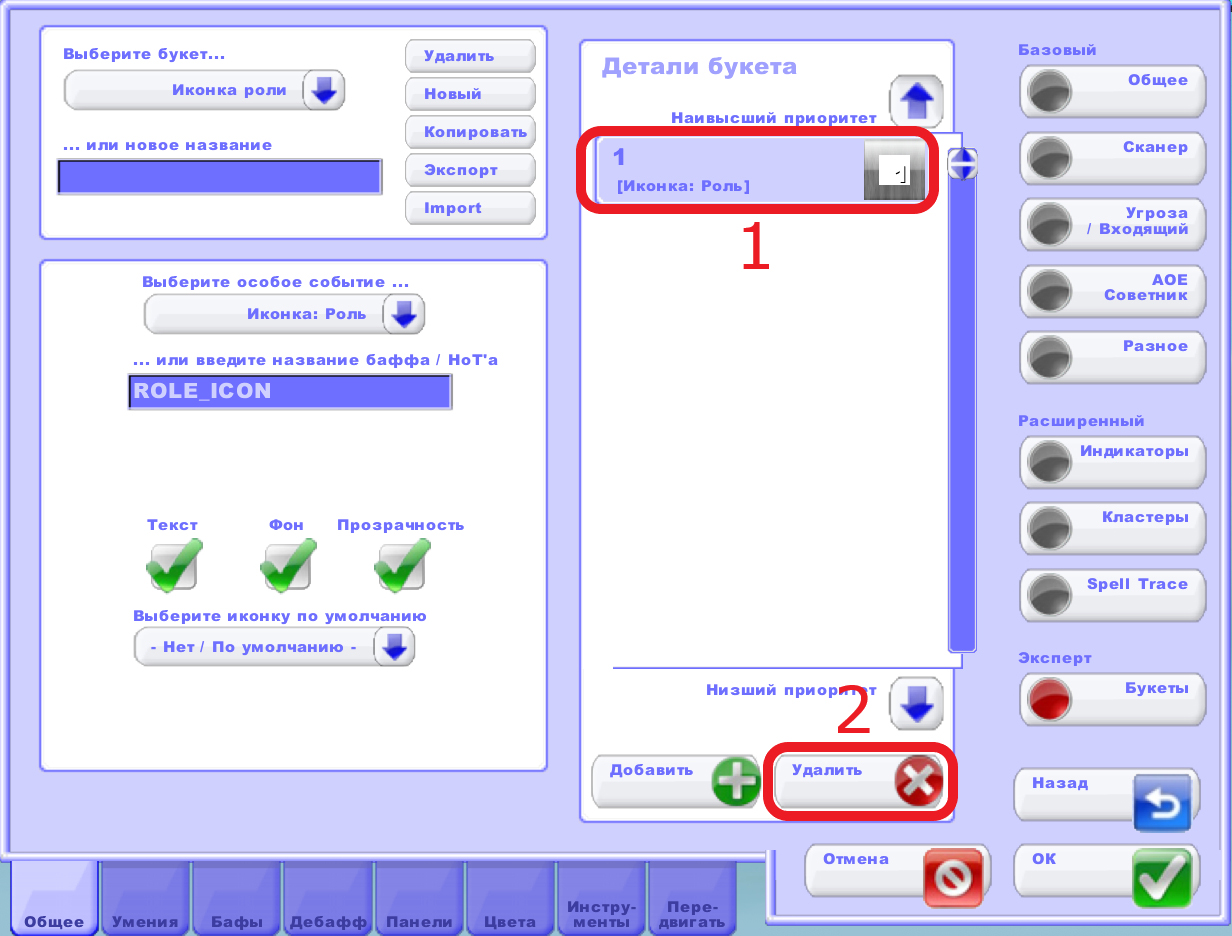 Выберите букет...
Иконка роли
... или новое название
Удалить
Новый
Копировать
Экспорт
Import
Выберите особое событие ...
Иконка: Роль
... или введите название баффа / HoT'а
ROLE_ICON
Текст
Фон
Прозрачность
Выберите иконку по умолчанию
- Нет / По умолчанию -
Детали букета
Наивысший приоритет
1
[Иконка: Роль]
1
Низший приоритет
2
Добавить
Удалить
Базовый
Общее
Сканер
Угроза
/ Входящий
АОЕ
Советник
Разное
Расширенный
Индикаторы
Кластеры
Spell Trace
Эксперт
Букеты
Назад
Отмена
ОК
Общее
Умения
Бафы
Дебафф
Панели
Цвета
Инстру-
менты
Пере-
двигать